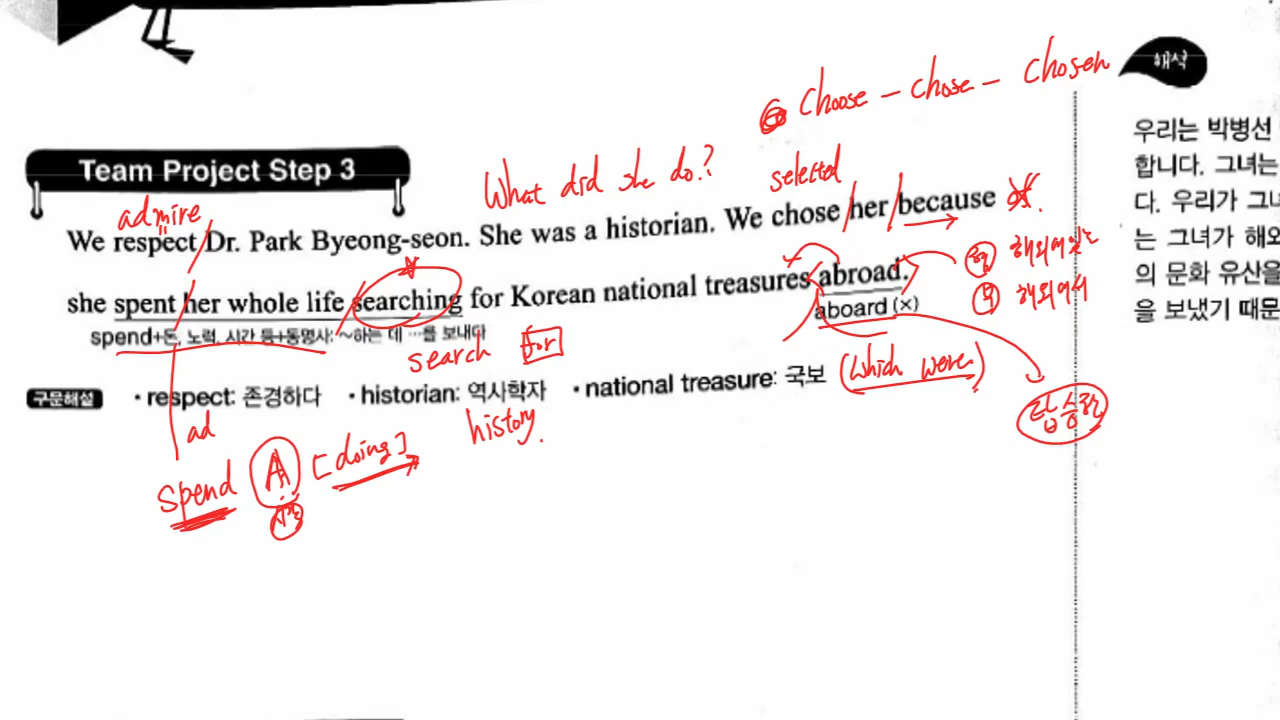 choose - chose - chosen
해석
Team Project Step 3
What did she do?
selected
admire
We respect Dr. Park Byeong-seon. She was a historian. We chose her because
she spent her whole life searching for Korean national treasures abroad.
형 해외에 있는
부 해외에서
aboard (×)
spend+돈, 노력, 시간 등+동명사: ~하는 데 …를 보내다
search for
(which were)
탑승한
구문해설 • respect: 존경하다 • historian: 역사학자 • national treasure: 국보
ad
history.
spend A [doing]
시간
우리는 박병선
합니다. 그녀는
다. 우리가 그녀
는 그녀가 해외
의 문화 유산을
을 보냈기 때문